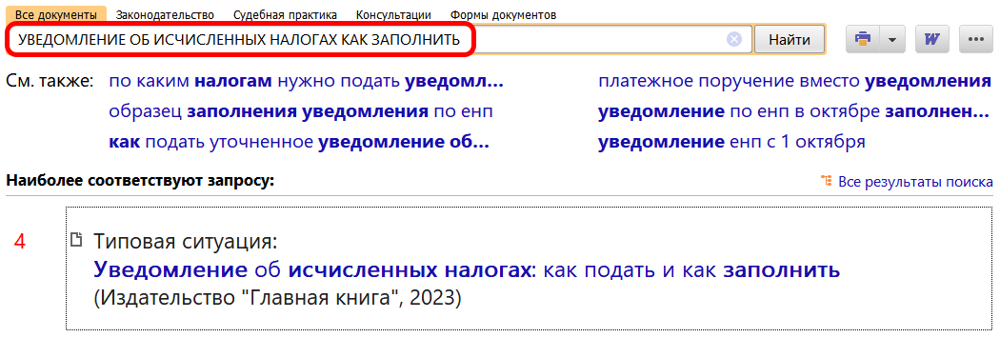 Все документы Законодательство Судебная практика Консультации Формы документов
УВЕДОМЛЕНИЕ ОБ ИСЧИСЛЕННЫХ НАЛОГАХ КАК ЗАПОЛНИТЬ Найти W
См. также: по каким налогам нужно подать уведомл... платежное поручение вместо уведомления
образец заполнения уведомления по енп уведомление по енп в октябре заполнен...
как подать уточненное уведомление об... уведомление енп с 1 октября
Наиболее соответствуют запросу: Все результаты поиска
4 Типовая ситуация:
Уведомление об исчисленных налогах: как подать и как заполнить
(Издательство "Главная книга", 2023)